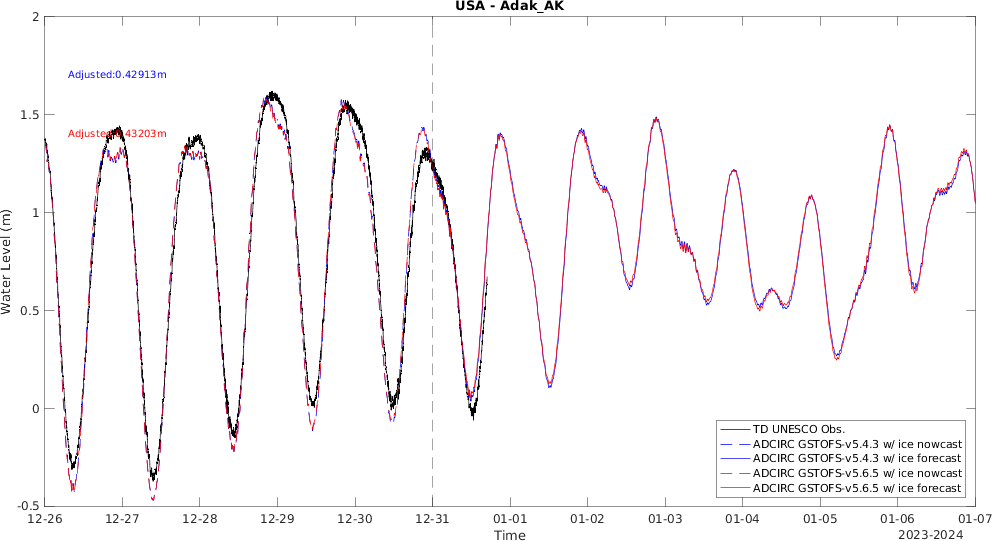 USA - Adak_AK
2
1.5
1
0.5
0
-0.5
Water Level (m)
Adjusted:0.42913m
Adjusted:0.43203m
TD UNESCO Obs.
ADCIRC GSTOFS-v5.4.3 w/ ice nowcast
ADCIRC GSTOFS-v5.4.3 w/ ice forecast
ADCIRC GSTOFS-v5.6.5 w/ ice nowcast
ADCIRC GSTOFS-v5.6.5 w/ ice forecast
12-26 12-27 12-28 12-29 12-30 12-31 01-01 01-02 01-03 01-04 01-05 01-06 01-07
Time
2023-2024